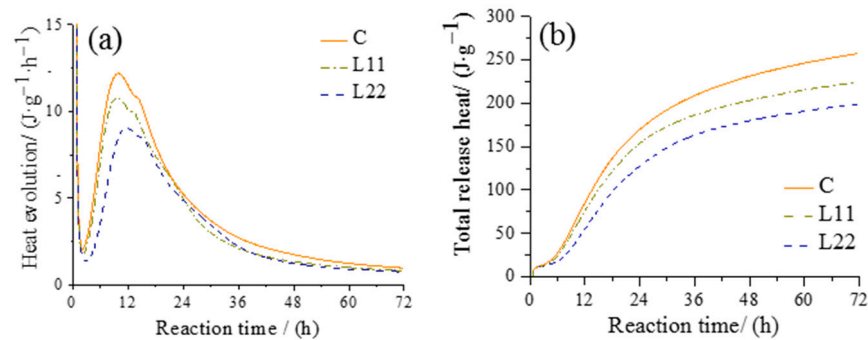 (a)
C
L11
L22
Heat evolution/ (J·g⁻¹·h⁻¹)
15
10
5
0
0 12 24 36 48 60 72
Reaction time / (h)
(b)
C
L11
L22
Total release heat/ (J·g⁻¹)
300
250
200
150
100
50
0
0 12 24 36 48 60 72
Reaction time/ (h)